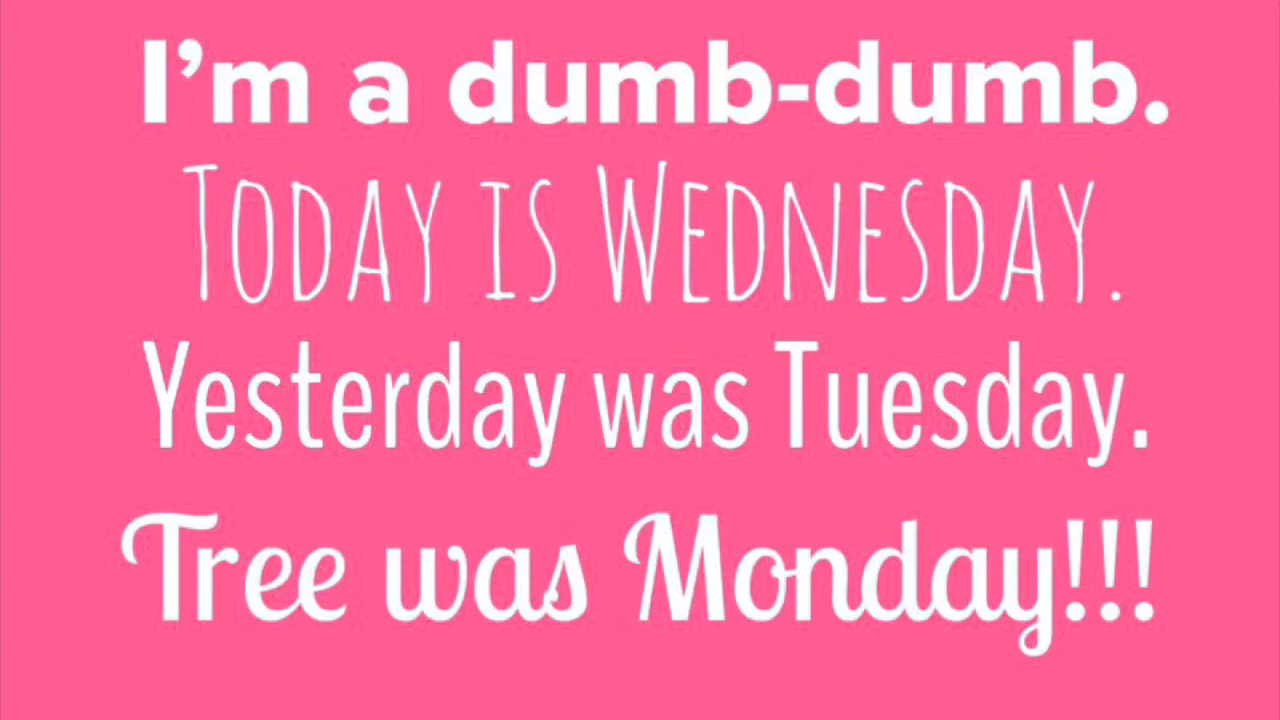 I'm a dumb-dumb.
Today is Wednesday.
Yesterday was Tuesday.
Tree was Monday!!!